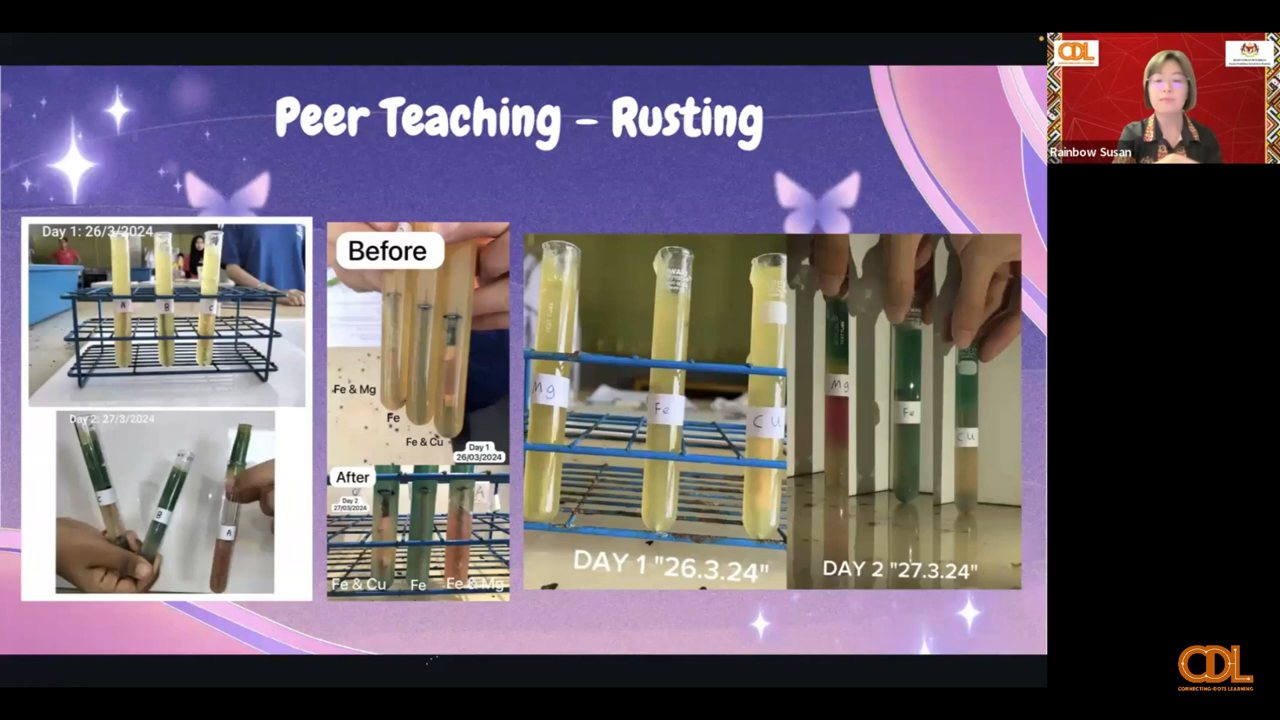 Peer Teaching – Rusting
Day 1: 26/3/2024
A
B
C
Day 2: 27/3/2024
C
B
A
Before
Fe & Mg
Fe
Fe & Cu
Day 1
26/03/2024
After
Day 2
27/03/2024
A
Fe & Cu
Fe
Fe & Mg
Mg
Fe
Cu
DAY 1 "26.3.24"
Mg
Fe
Cu
DAY 2 "27.3.24"
CDL
Rainbow Susan
CDL
CONNECTING-DOTS LEARNING